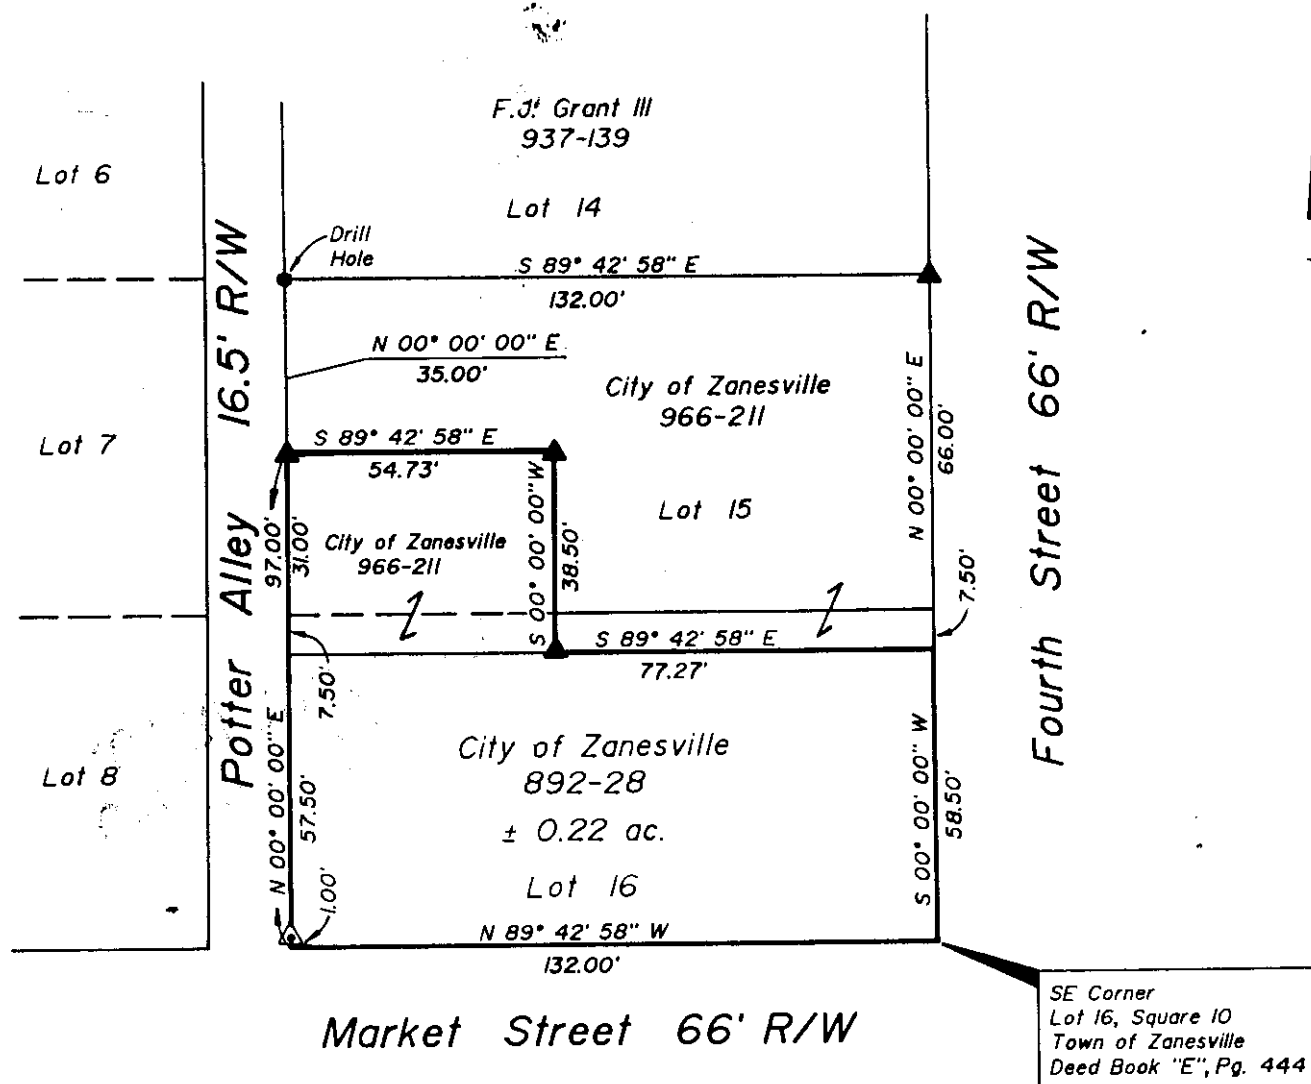 F.J. Grant III
937-139
Lot 14
Lot 6
Drill
Hole
S 89° 42' 58" E
132.00'
N 00° 00' 00" E
35.00'
City of Zanesville
966-211
Lot 7
S 89° 42' 58" E
54.73'
Lot 15
N 00° 00' 00" E
66.00'
S 00° 00' 00" W
38.50'
City of Zanesville
966-211
97.00'
31.00'
7.50'
S 89° 42' 58" E
77.27'
7.50'
Potter Alley 16.5' R/W
Fourth Street 66' R/W
City of Zanesville
892-28
± 0.22 ac.
Lot 16
Lot 8
N 00° 00' 00" E
57.50'
1.00'
S 00° 00' 00" W
58.50'
N 89° 42' 58" W
132.00'
Market Street 66' R/W
SE Corner
Lot 16, Square 10
Town of Zanesville
Deed Book "E", Pg. 444